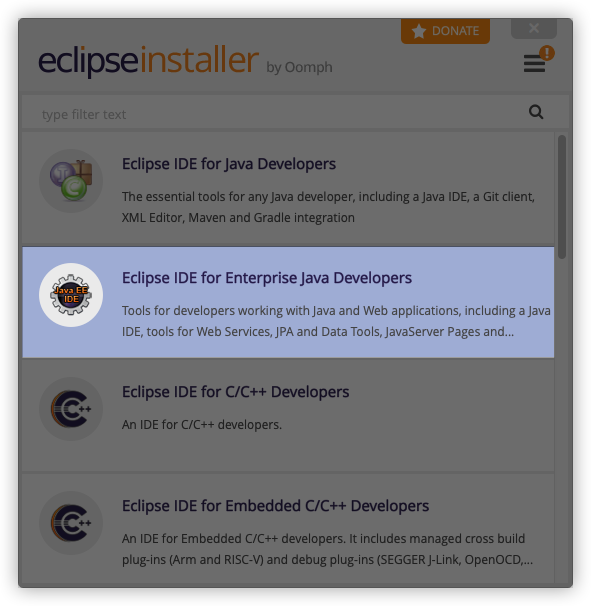 DONATE
eclipseinstaller by Oomph
!
type filter text
Eclipse IDE for Java Developers
The essential tools for any Java developer, including a Java IDE, a Git client,
XML Editor, Maven and Gradle integration
Java EE
IDE
Eclipse IDE for Enterprise Java Developers
Tools for developers working with Java and Web applications, including a Java
IDE, tools for Web Services, JPA and Data Tools, JavaServer Pages and...
C++
Eclipse IDE for C/C++ Developers
An IDE for C/C++ developers.
C++
Eclipse IDE for Embedded C/C++ Developers
An IDE for Embedded C/C++ developers. It includes managed cross build
plug-ins (Arm and RISC-V) and debug plug-ins (SEGGER J-Link, OpenOCD,...